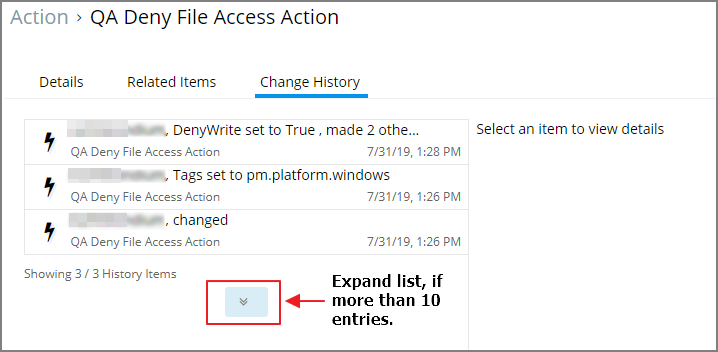 Action › QA Deny File Access Action
Details Related Items Change History
, DenyWrite set to True , made 2 othe...
QA Deny File Access Action 7/31/19, 1:28 PM
, Tags set to pm.platform.windows
QA Deny File Access Action 7/31/19, 1:26 PM
, changed
QA Deny File Access Action 7/31/19, 1:26 PM
Showing 3 / 3 History Items
Select an item to view details
Expand list, if
more than 10
entries.